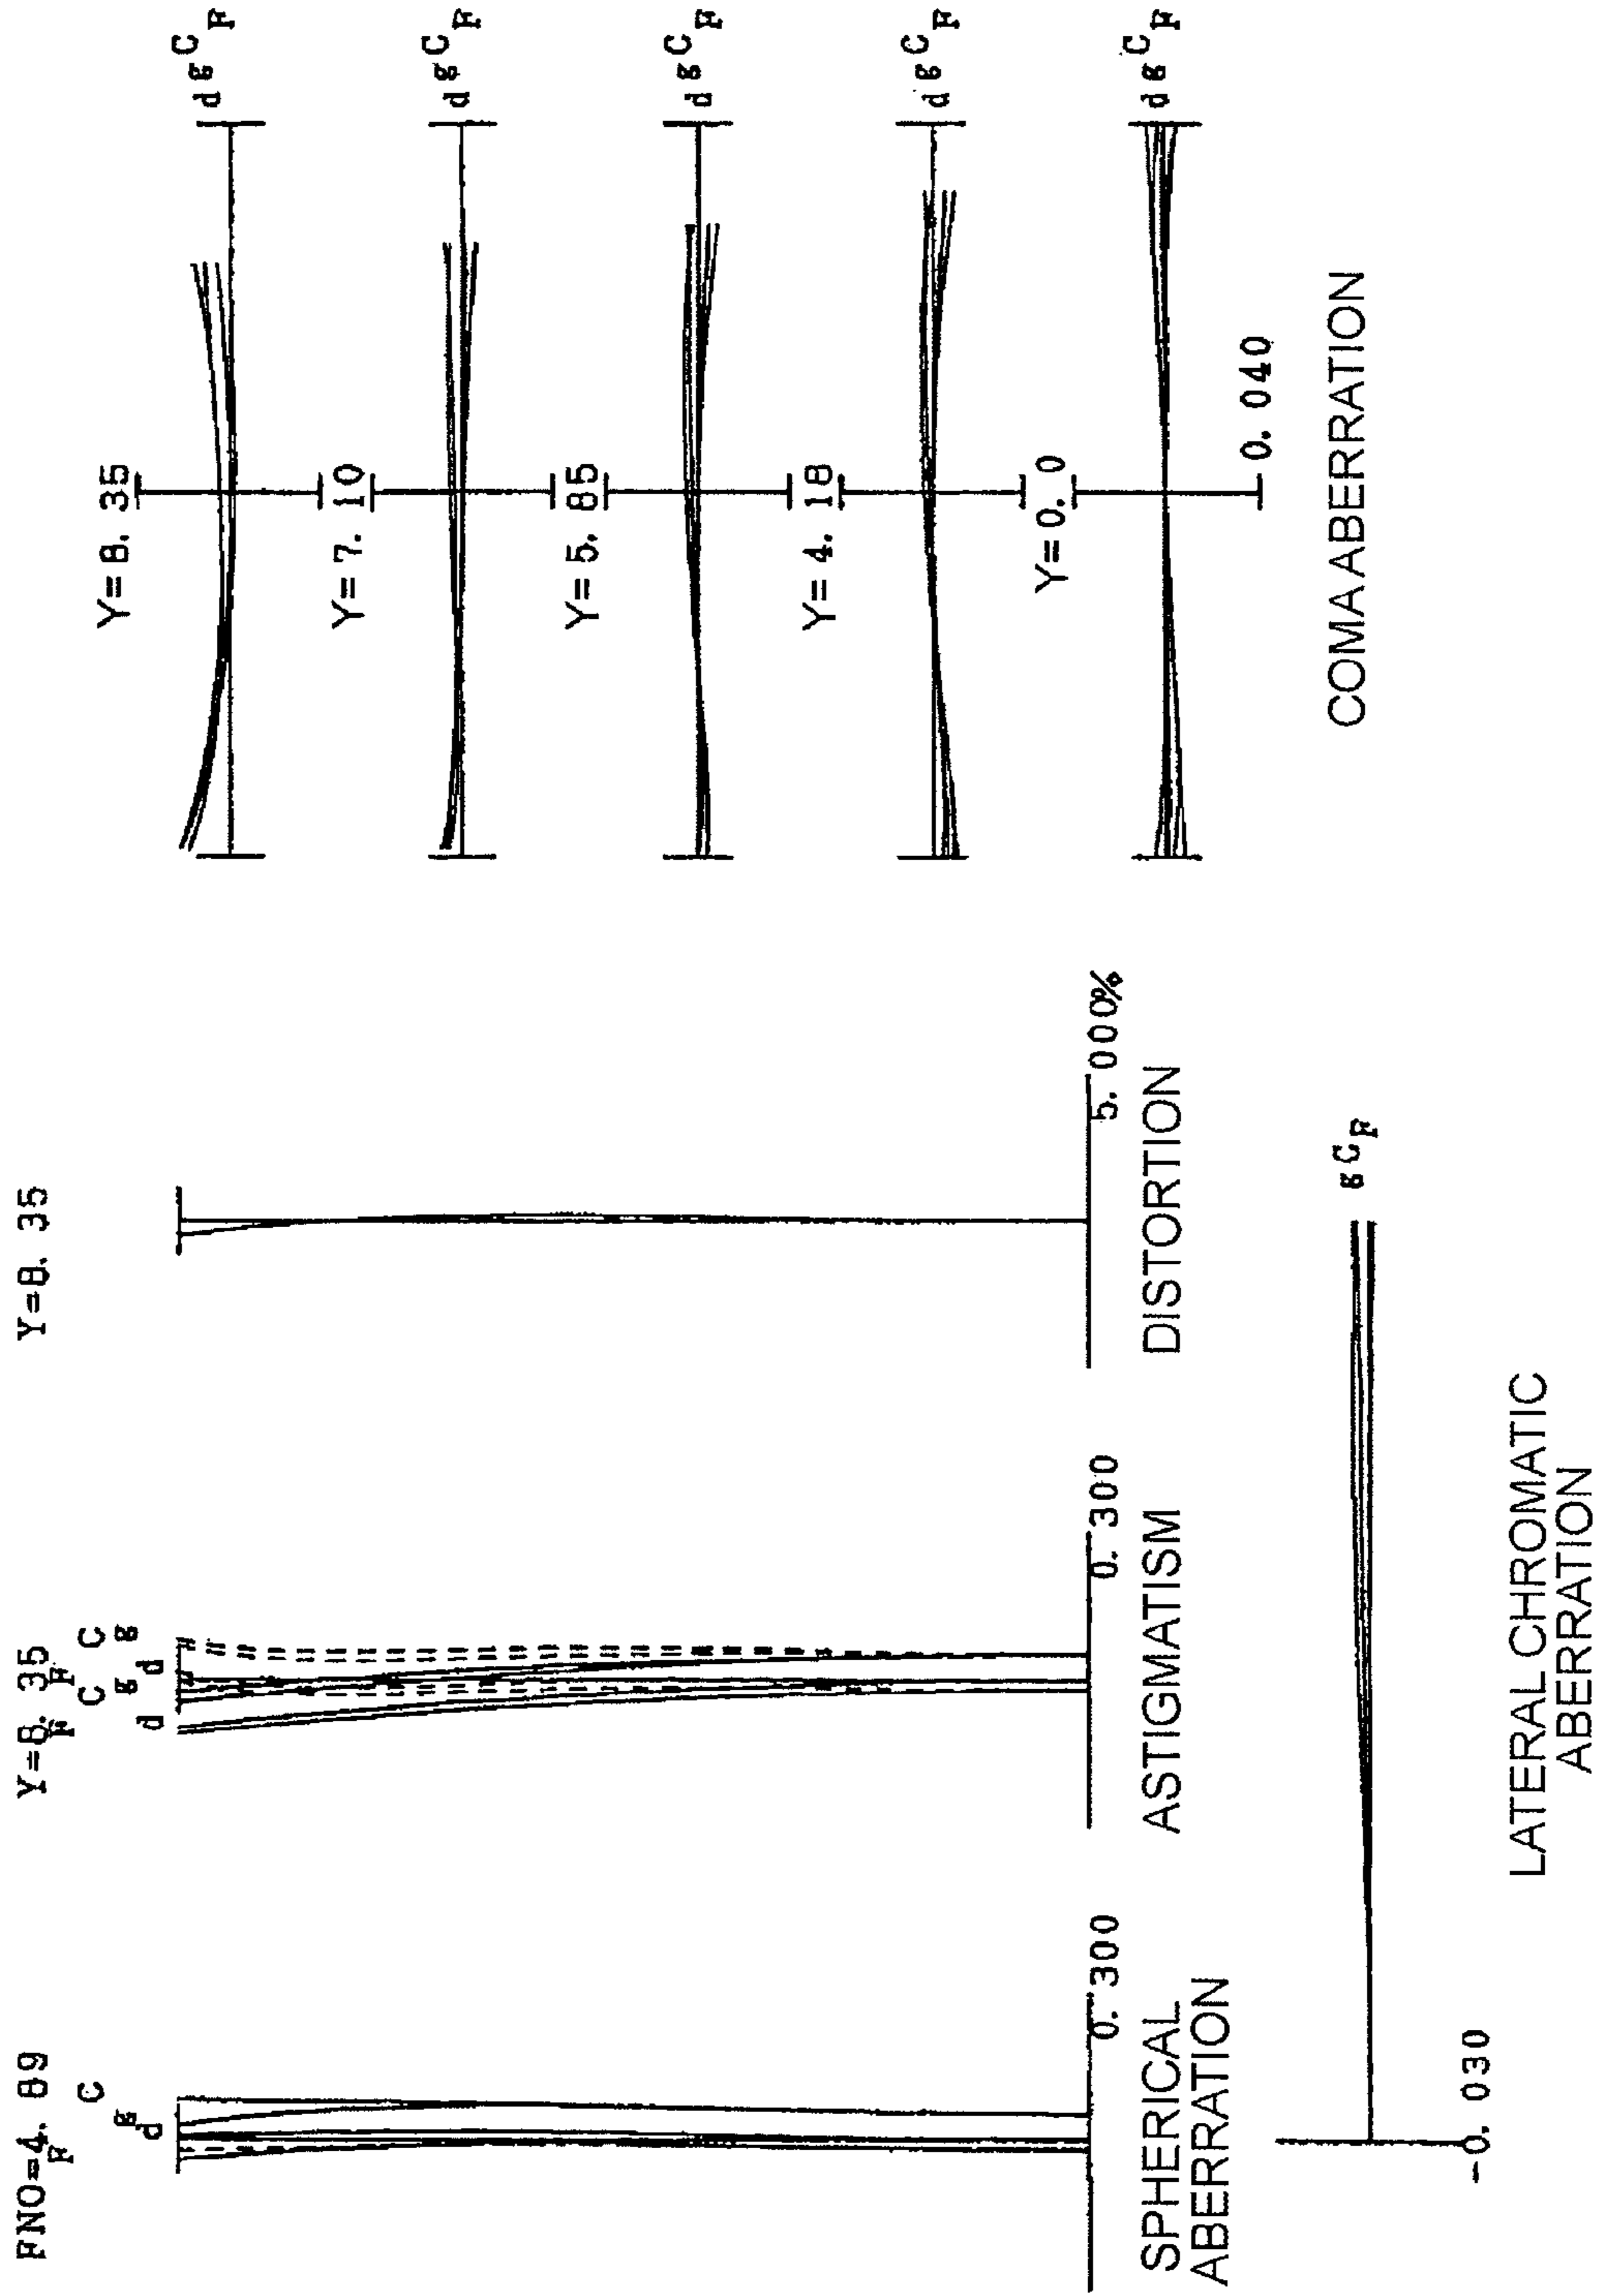 FNO=4.89
F
g
C
d
0.300
SPHERICAL
ABERRATION
Y=8.35
F
F
C
C
g
g
d
d
0.300
ASTIGMATISM
Y=8.35
5.000%
DISTORTION
Y=8.35
d g C F
Y=7.10
d g C F
Y=5.85
d g C F
Y=4.18
d g C F
Y=0.0
d g C F
0.040
COMA ABERRATION
g C F
-0.030
LATERAL CHROMATIC
ABERRATION